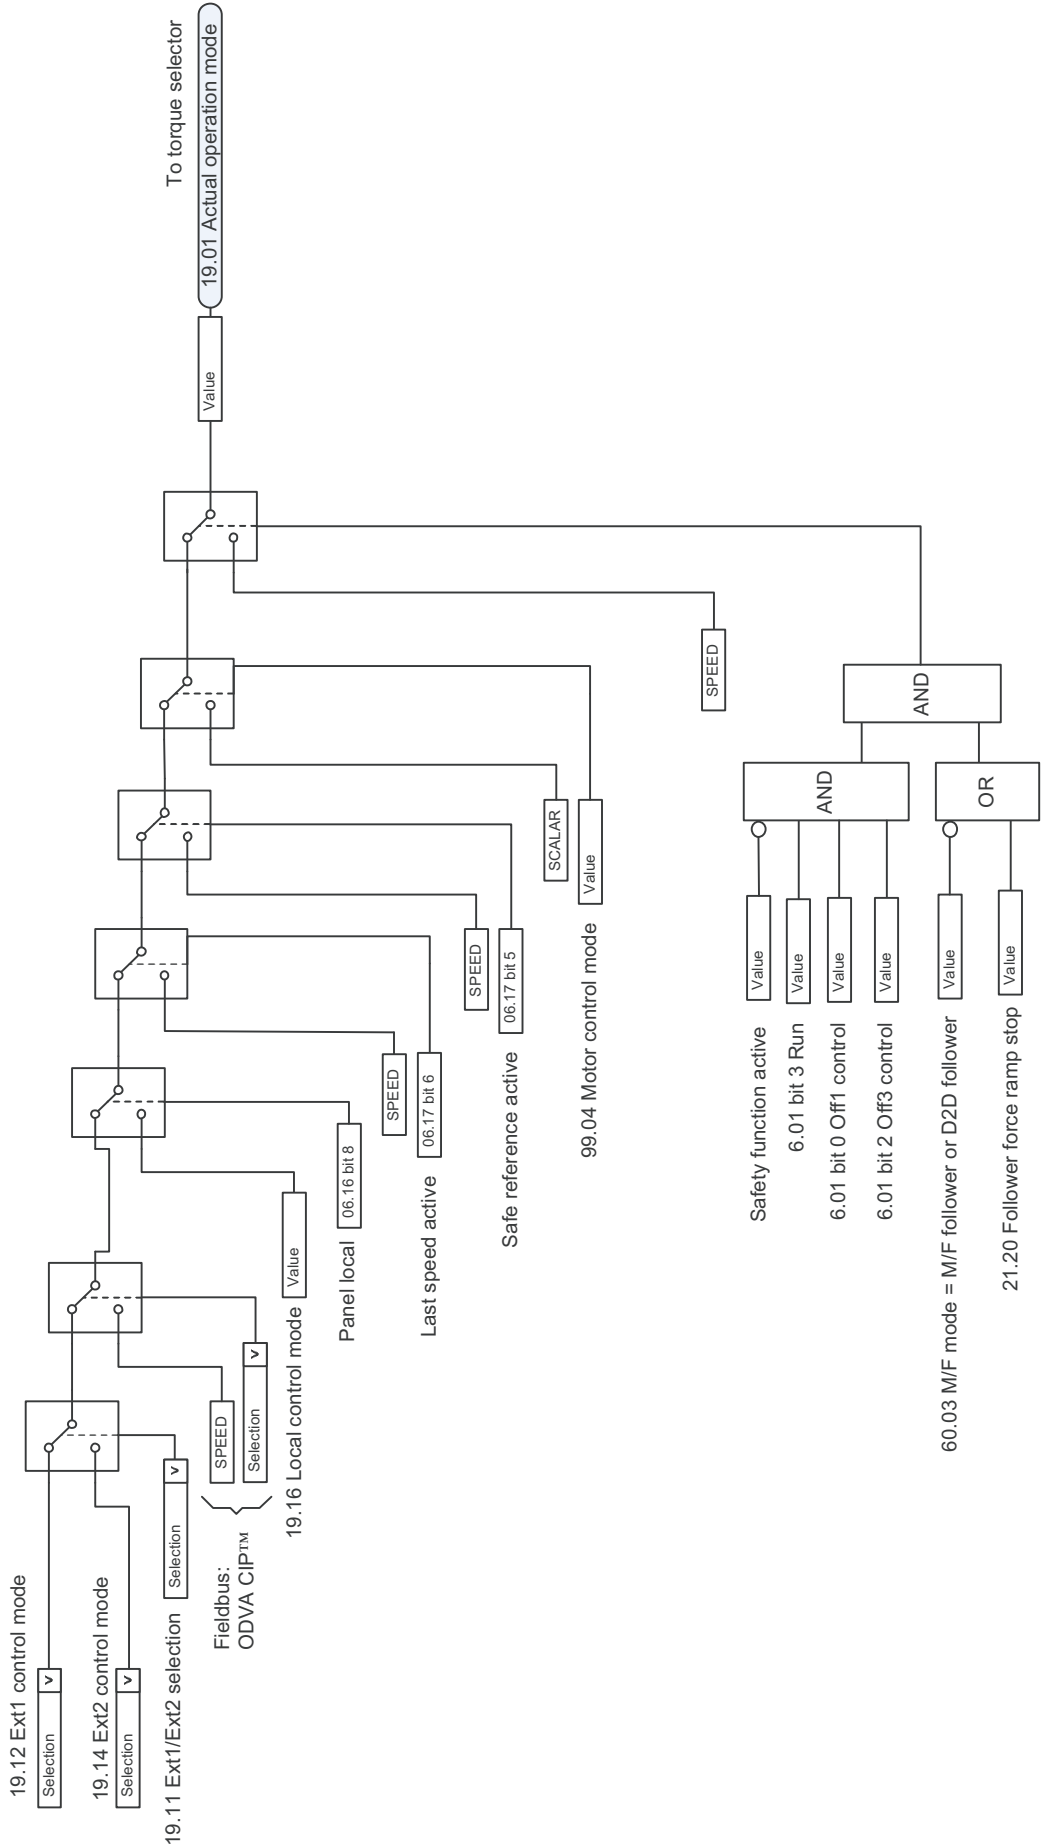 19.12 Ext1 control mode
Selection
v
19.14 Ext2 control mode
Selection
v
19.11 Ext1/Ext2 selection
Selection
v
Fieldbus:
ODVA CIP™
SPEED
Selection
v
19.16 Local control mode
Value
Panel local
06.16 bit 8
SPEED
Last speed active
06.17 bit 6
SPEED
Safe reference active
06.17 bit 5
SCALAR
99.04 Motor control mode
Value
SPEED
Value
19.01 Actual operation mode
To torque selector
Safety function active
Value
6.01 bit 3 Run
Value
6.01 bit 0 Off1 control
Value
6.01 bit 2 Off3 control
Value
AND
60.03 M/F mode = M/F follower or D2D follower
Value
21.20 Follower force ramp stop
Value
OR
AND